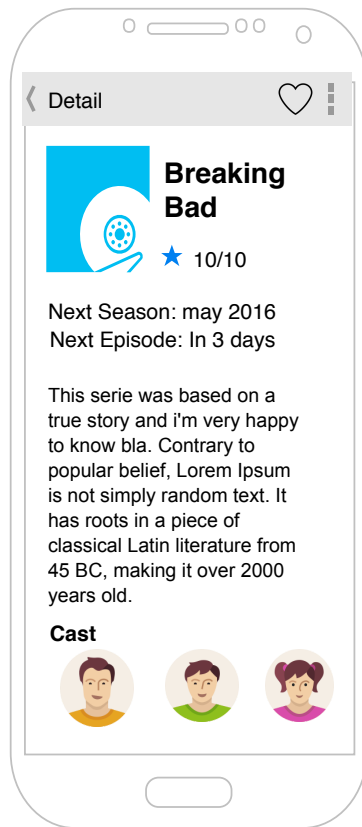 Detail
Breaking
Bad
10/10
Next Season: may 2016
Next Episode: In 3 days
This serie was based on a
true story and i'm very happy
to know bla. Contrary to
popular belief, Lorem Ipsum
is not simply random text. It
has roots in a piece of
classical Latin literature from
45 BC, making it over 2000
years old.
Cast